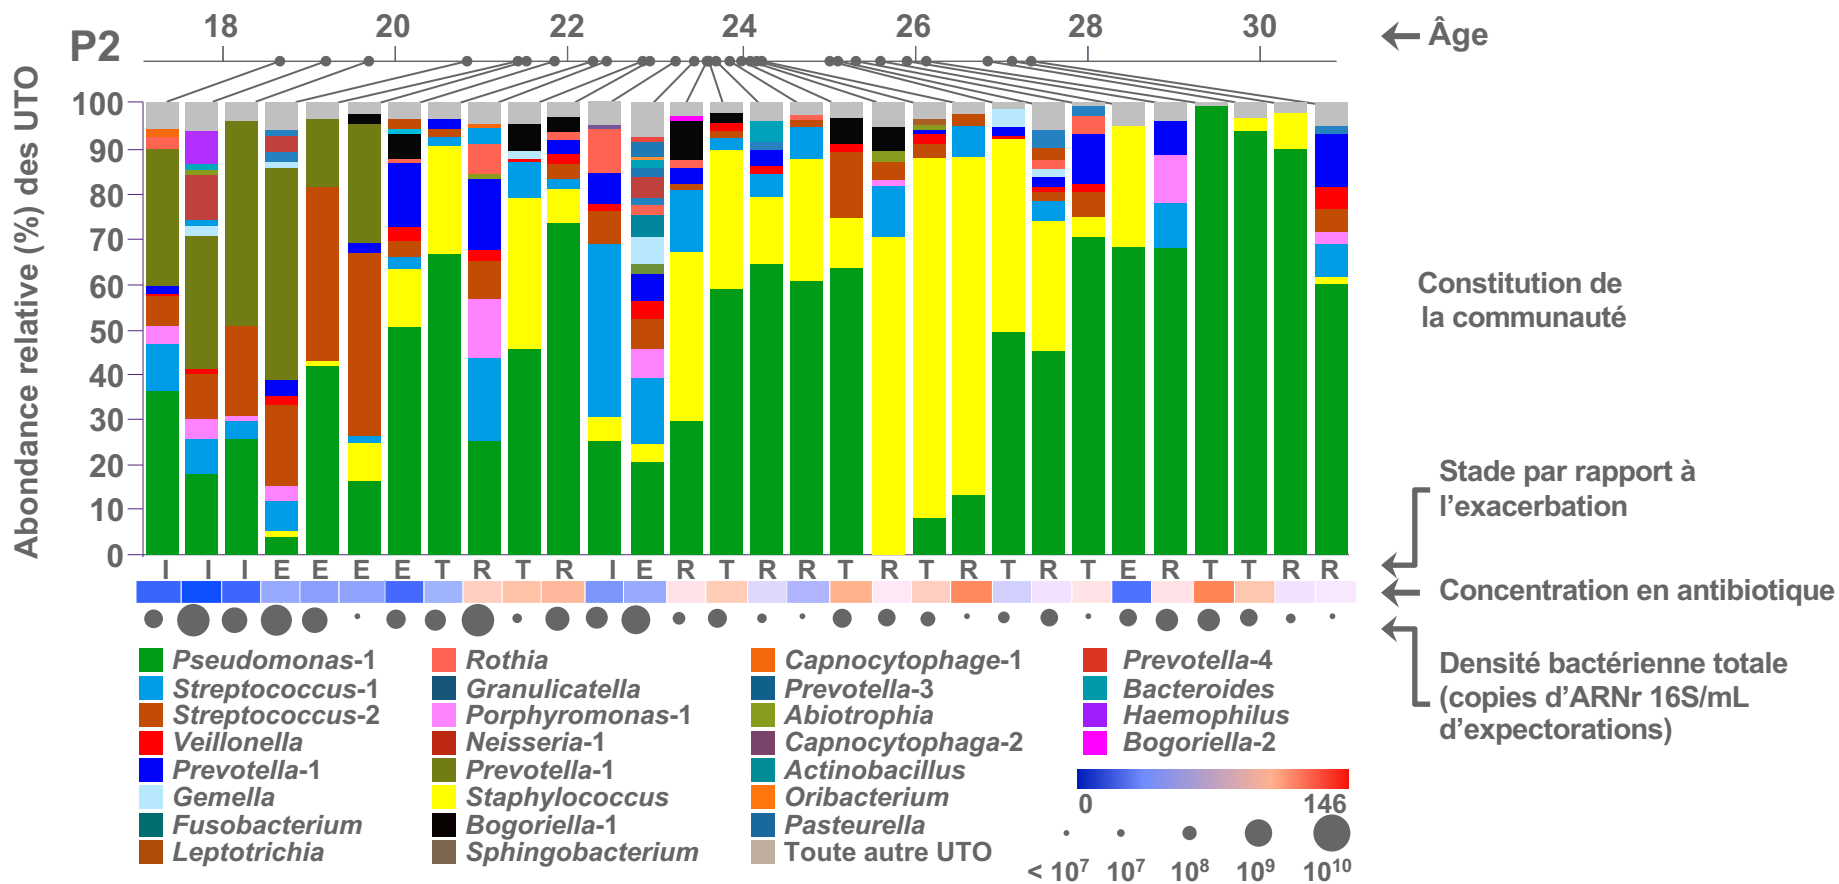 P2
18 20 22 24 26 28 30
Âge
Abondance relative (%) des UTO
100
90
80
70
60
50
40
30
20
10
0
Constitution de
la communauté
Stade par rapport à
l’exacerbation
I I I E E E E T R T R I E R T R R T R T R T R T E R T T R R
Concentration en antibiotique
Densité bactérienne totale
(copies d’ARNr 16S/mL
d’expectorations)
Pseudomonas-1
Streptococcus-1
Streptococcus-2
Veillonella
Prevotella-1
Gemella
Fusobacterium
Leptotrichia
Rothia
Granulicatella
Porphyromonas-1
Neisseria-1
Prevotella-1
Staphylococcus
Bogoriella-1
Sphingobacterium
Capnocytophage-1
Prevotella-3
Abiotrophia
Capnocytophaga-2
Actinobacillus
Oribacterium
Pasteurella
Toute autre UTO
Prevotella-4
Bacteroides
Haemophilus
Bogoriella-2
0 146
< 10⁷ 10⁷ 10⁸ 10⁹ 10¹⁰